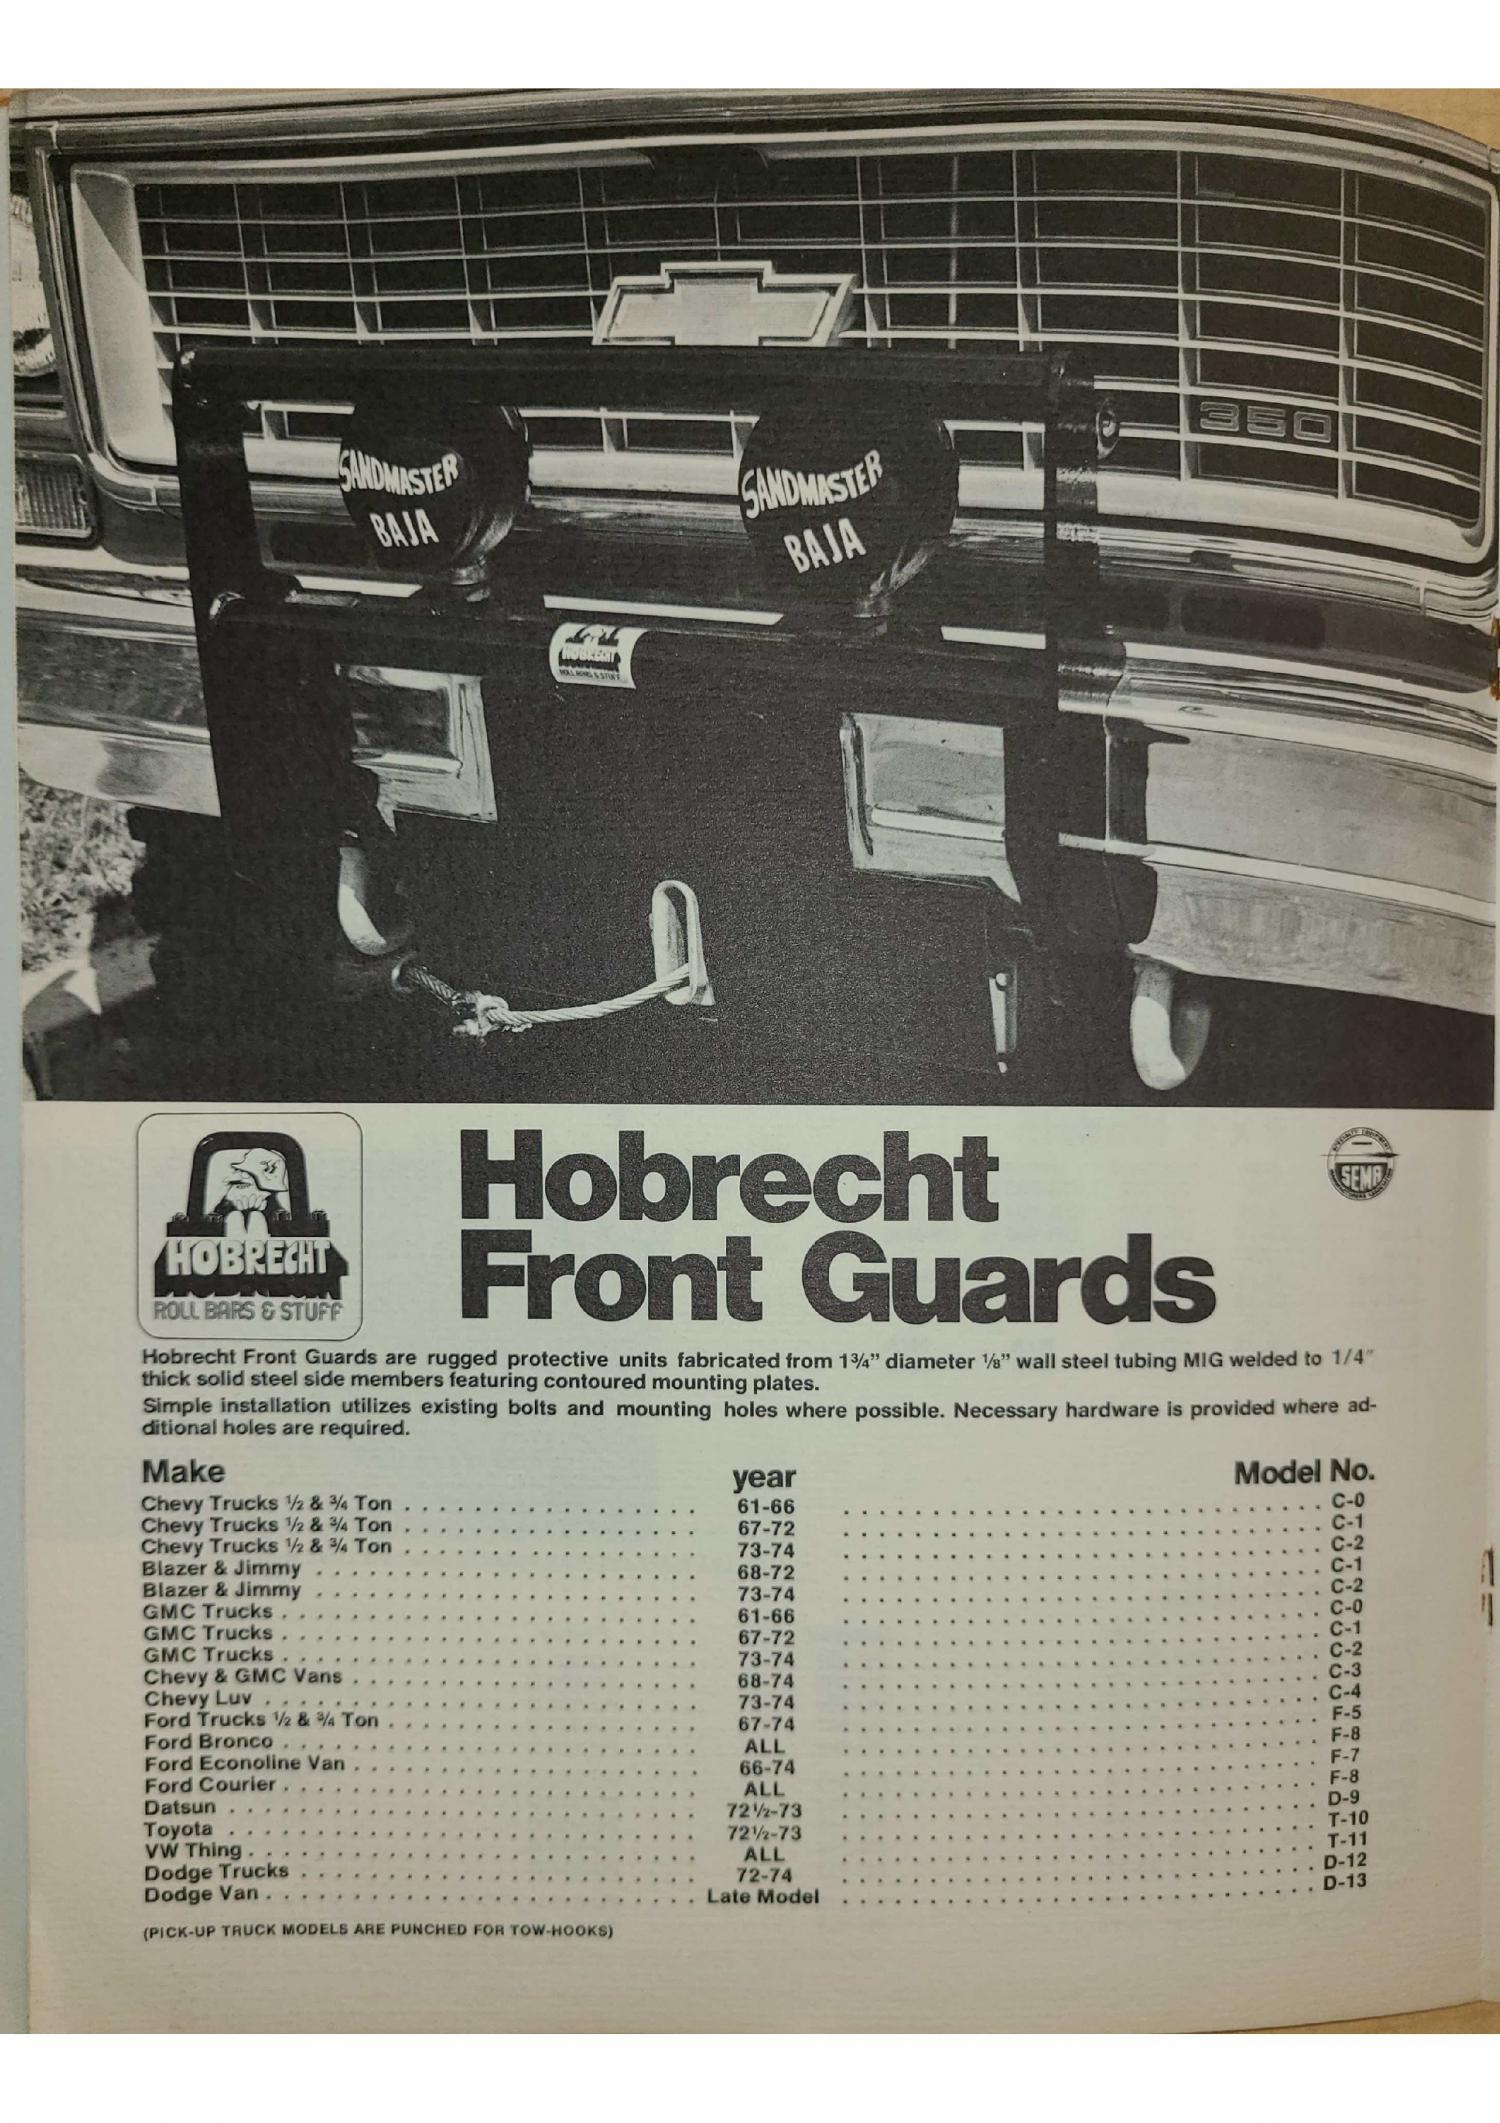 350
SANDMASTER
BAJA
SANDMASTER
BAJA
HOBRECHT
ROLL BARS & STUFF
Hobrecht
Front Guards
SEMA
HOBRECHT
ROLL BARS & STUFF
Hobrecht Front Guards are rugged protective units fabricated from 1¾” diameter ⅛” wall steel tubing MIG welded to 1/4″
thick solid steel side members featuring contoured mounting plates.
Simple installation utilizes existing bolts and mounting holes where possible. Necessary hardware is provided where ad-
ditional holes are required.
Make year Model No.
Chevy Trucks ½ & ¾ Ton . . . . . . . . . . . . . . . . . 61-66 . . . . . . . . . . . . . . . . . . . . . . . . . . . . C-0
Chevy Trucks ½ & ¾ Ton . . . . . . . . . . . . . . . . . 67-72 . . . . . . . . . . . . . . . . . . . . . . . . . . . . C-1
Chevy Trucks ½ & ¾ Ton . . . . . . . . . . . . . . . . . 73-74 . . . . . . . . . . . . . . . . . . . . . . . . . . . . C-2
Blazer & Jimmy . . . . . . . . . . . . . . . . . . . . . . 68-72 . . . . . . . . . . . . . . . . . . . . . . . . . . . . C-1
Blazer & Jimmy . . . . . . . . . . . . . . . . . . . . . . 73-74 . . . . . . . . . . . . . . . . . . . . . . . . . . . . C-2
GMC Trucks . . . . . . . . . . . . . . . . . . . . . . . . 61-66 . . . . . . . . . . . . . . . . . . . . . . . . . . . . C-0
GMC Trucks . . . . . . . . . . . . . . . . . . . . . . . . 67-72 . . . . . . . . . . . . . . . . . . . . . . . . . . . . C-1
GMC Trucks . . . . . . . . . . . . . . . . . . . . . . . . 73-74 . . . . . . . . . . . . . . . . . . . . . . . . . . . . C-2
Chevy & GMC Vans . . . . . . . . . . . . . . . . . . . . 68-74 . . . . . . . . . . . . . . . . . . . . . . . . . . . . C-3
Chevy Luv . . . . . . . . . . . . . . . . . . . . . . . . . 73-74 . . . . . . . . . . . . . . . . . . . . . . . . . . . . C-4
Ford Trucks ½ & ¾ Ton . . . . . . . . . . . . . . . . . . 67-74 . . . . . . . . . . . . . . . . . . . . . . . . . . . . F-5
Ford Bronco . . . . . . . . . . . . . . . . . . . . . . . . ALL . . . . . . . . . . . . . . . . . . . . . . . . . . . . F-8
Ford Econoline Van . . . . . . . . . . . . . . . . . . . . 66-74 . . . . . . . . . . . . . . . . . . . . . . . . . . . . F-7
Ford Courier . . . . . . . . . . . . . . . . . . . . . . . . ALL . . . . . . . . . . . . . . . . . . . . . . . . . . . . F-8
Datsun . . . . . . . . . . . . . . . . . . . . . . . . . . . 72½-73 . . . . . . . . . . . . . . . . . . . . . . . . . . . . D-9
Toyota . . . . . . . . . . . . . . . . . . . . . . . . . . . 72½-73 . . . . . . . . . . . . . . . . . . . . . . . . . . . . T-10
VW Thing . . . . . . . . . . . . . . . . . . . . . . . . . . ALL . . . . . . . . . . . . . . . . . . . . . . . . . . . . T-11
Dodge Trucks . . . . . . . . . . . . . . . . . . . . . . . 72-74 . . . . . . . . . . . . . . . . . . . . . . . . . . . . D-12
Dodge Van . . . . . . . . . . . . . . . . . . . . . . . . . Late Model . . . . . . . . . . . . . . . . . . . . . . . . . . . D-13
(PICK-UP TRUCK MODELS ARE PUNCHED FOR TOW-HOOKS)